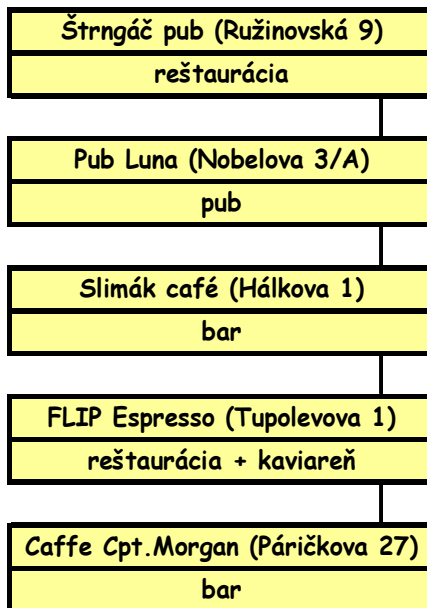 Štrngáč pub (Ružinovská 9)
reštaurácia
Pub Luna (Nobelova 3/A)
pub
Slimák café (Hálkova 1)
bar
FLIP Espresso (Tupolevova 1)
reštaurácia + kaviareň
Caffe Cpt.Morgan (Páričkova 27)
bar